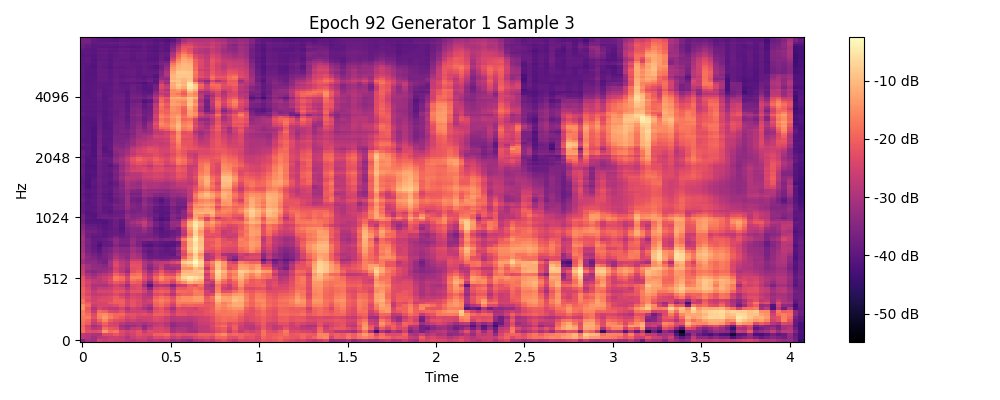 Epoch 92 Generator 1 Sample 3
Hz
4096
2048
1024
512
0
0 0.5 1 1.5 2 2.5 3 3.5 4
Time
-10 dB
-20 dB
-30 dB
-40 dB
-50 dB